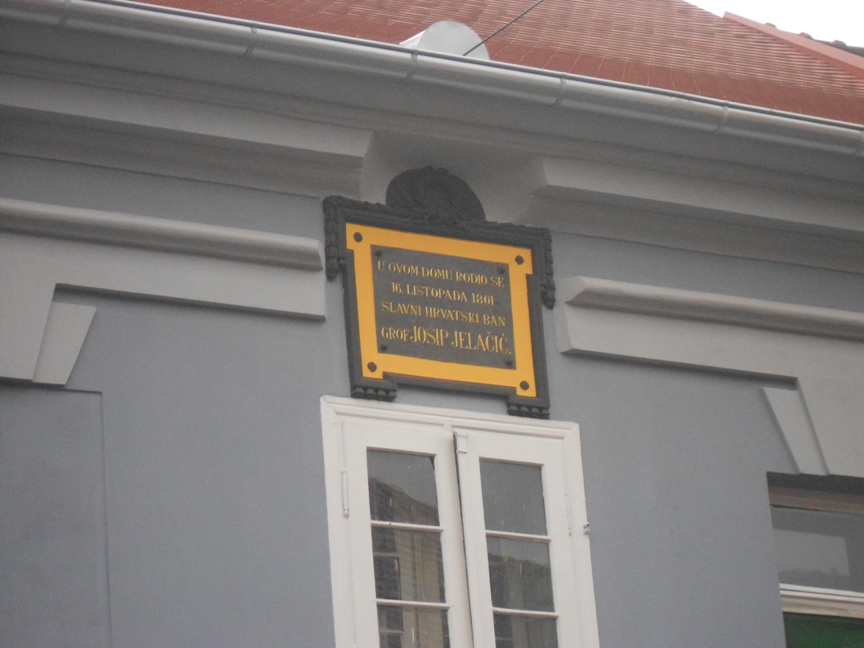 U OVOM DOMU RODIO SE
16. LISTOPADA 1801.
SLAVNI HRVATSKI BAN
GROF JOSIP JELAČIĆ.